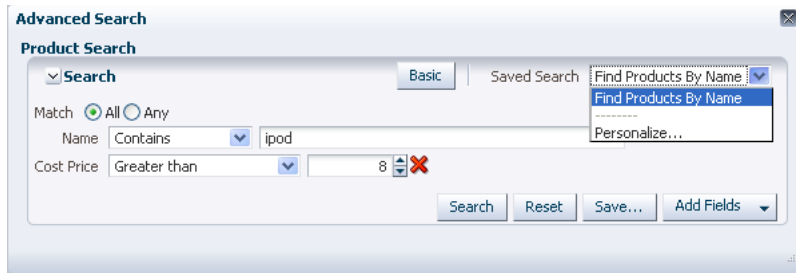 Advanced Search
Product Search
Search Basic Saved Search Find Products By Name
Find Products By Name
--------
Personalize...
Match All Any
Name Contains ipod
Cost Price Greater than 8
Search Reset Save... Add Fields